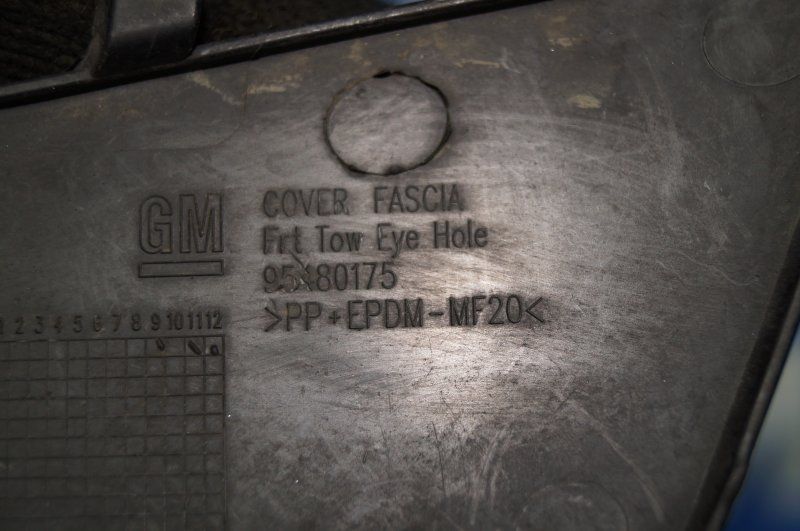 GM
COVER FASCIA
Frt Tow Eye Hole
95480175
>PP+EPDM-MF20<
1 2 3 4 5 6 7 8 9 10 11 12